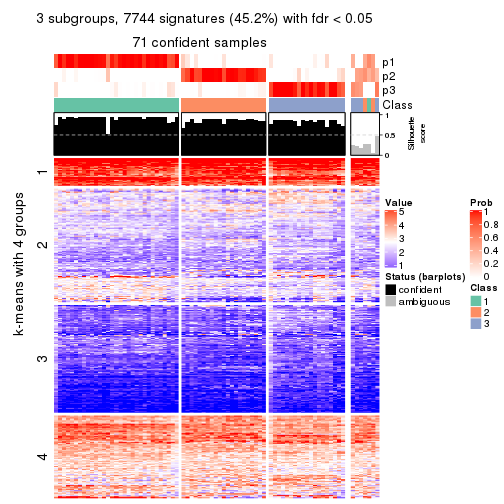 3 subgroups, 7744 signatures (45.2%) with fdr < 0.05
71 confident samples
p1
p2
p3
Class
1
0.5
0
Silhouette
score
k-means with 4 groups
1
2
3
4
Value
5
4
3
2
1
Status (barplots)
confident
ambiguous
Prob
1
0.8
0.6
0.4
0.2
0
Class
1
2
3